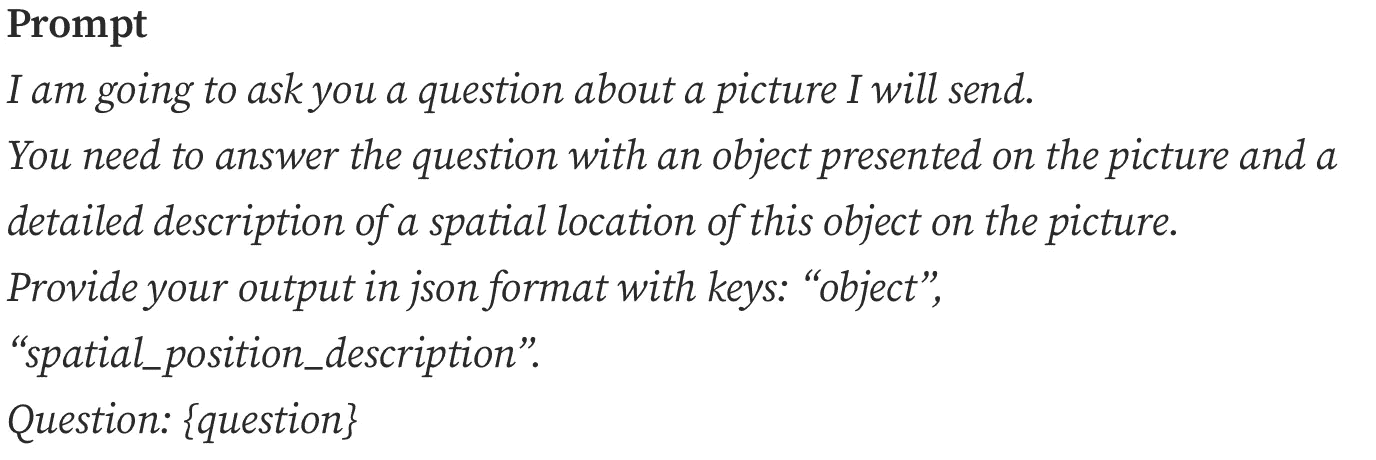 Prompt
I am going to ask you a question about a picture I will send.
You need to answer the question with an object presented on the picture and a
detailed description of a spatial location of this object on the picture.
Provide your output in json format with keys: “object”,
“spatial_position_description”.
Question: {question}